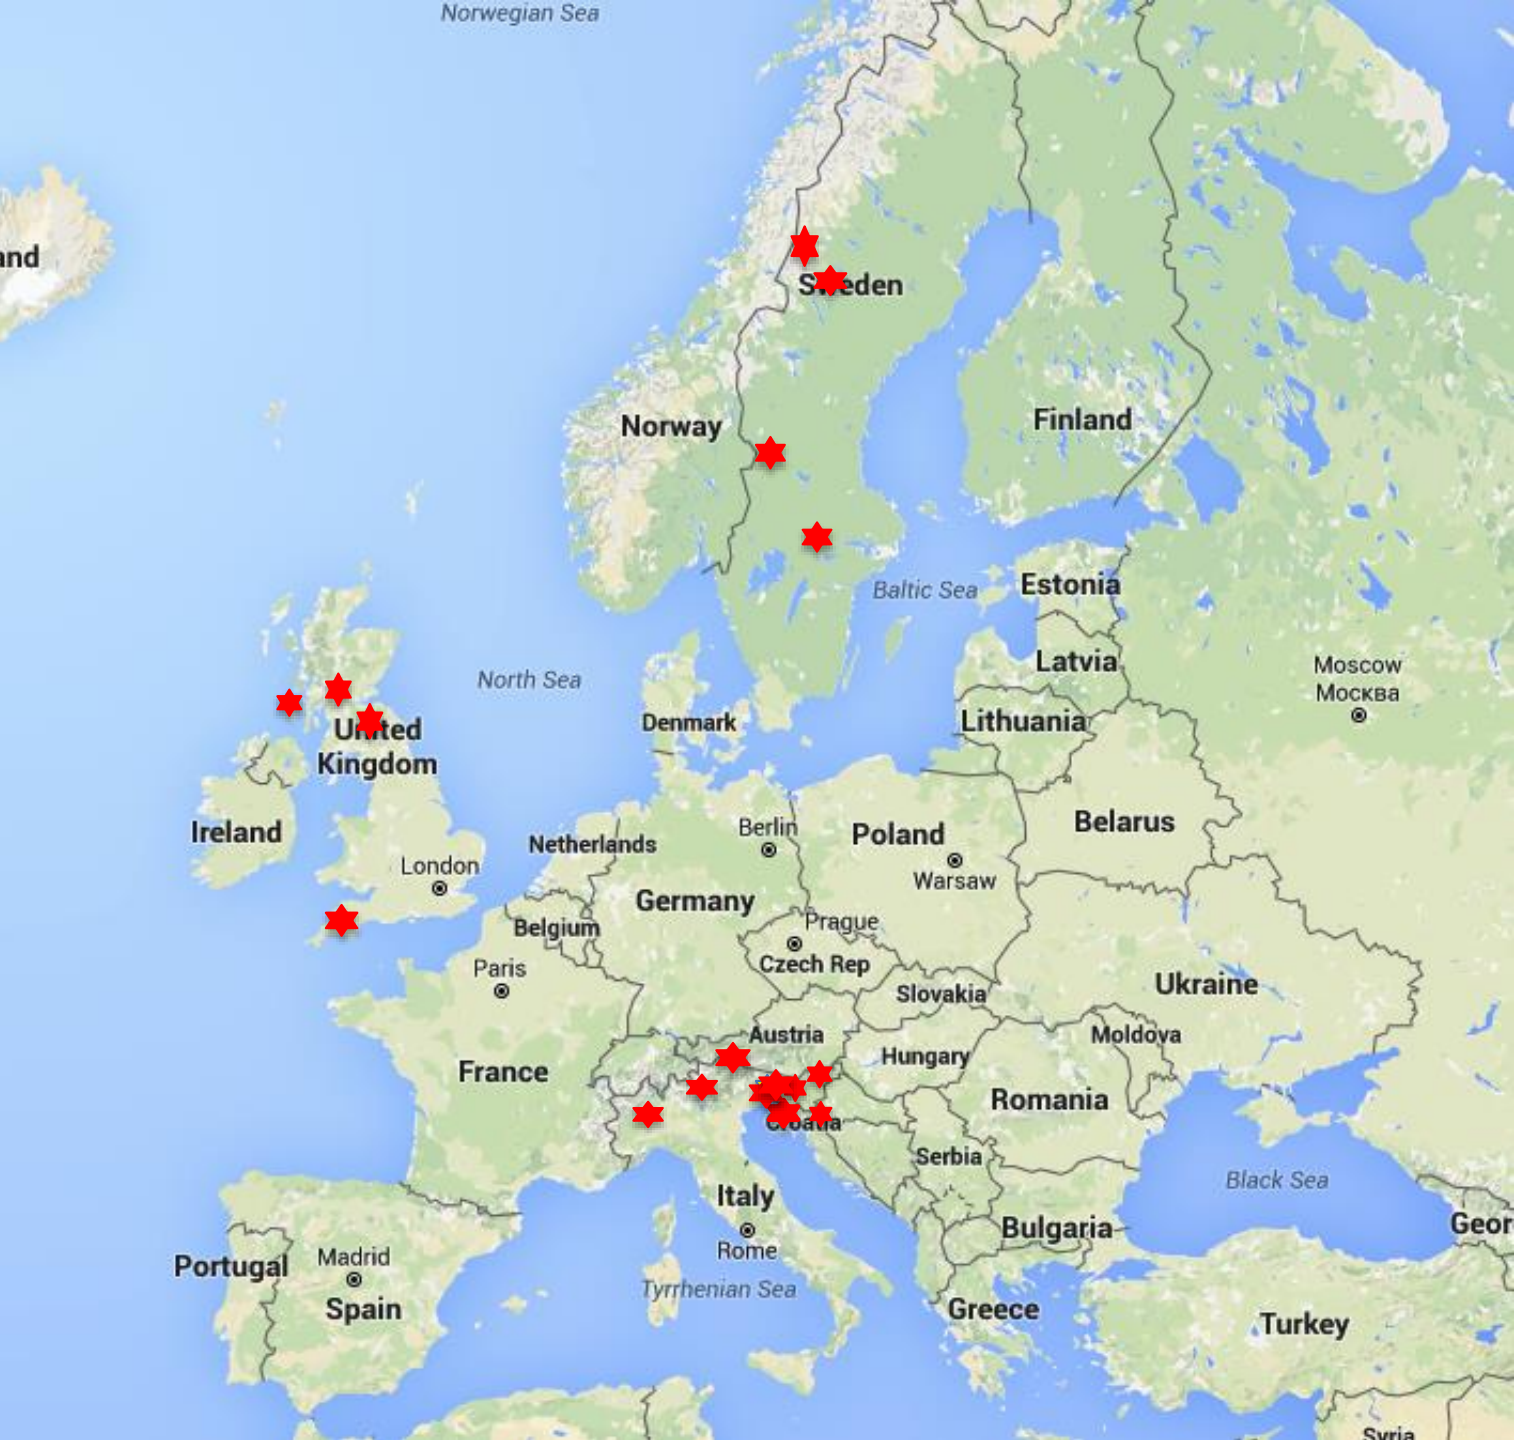 Norwegian Sea
and
Sweden
Norway
Finland
Baltic Sea
Estonia
North Sea
Latvia
Moscow
Москва
Denmark
Lithuania
United
Kingdom
Ireland
Netherlands
Berlin
Poland
Belarus
London
Warsaw
Germany
Belgium
Prague
Czech Rep
Paris
Slovakia
Ukraine
Austria
Moldova
Hungary
France
Romania
Croatia
Serbia
Black Sea
Italy
Bulgaria
Geor
Rome
Portugal
Madrid
Tyrrhenian Sea
Spain
Greece
Turkey
Syria